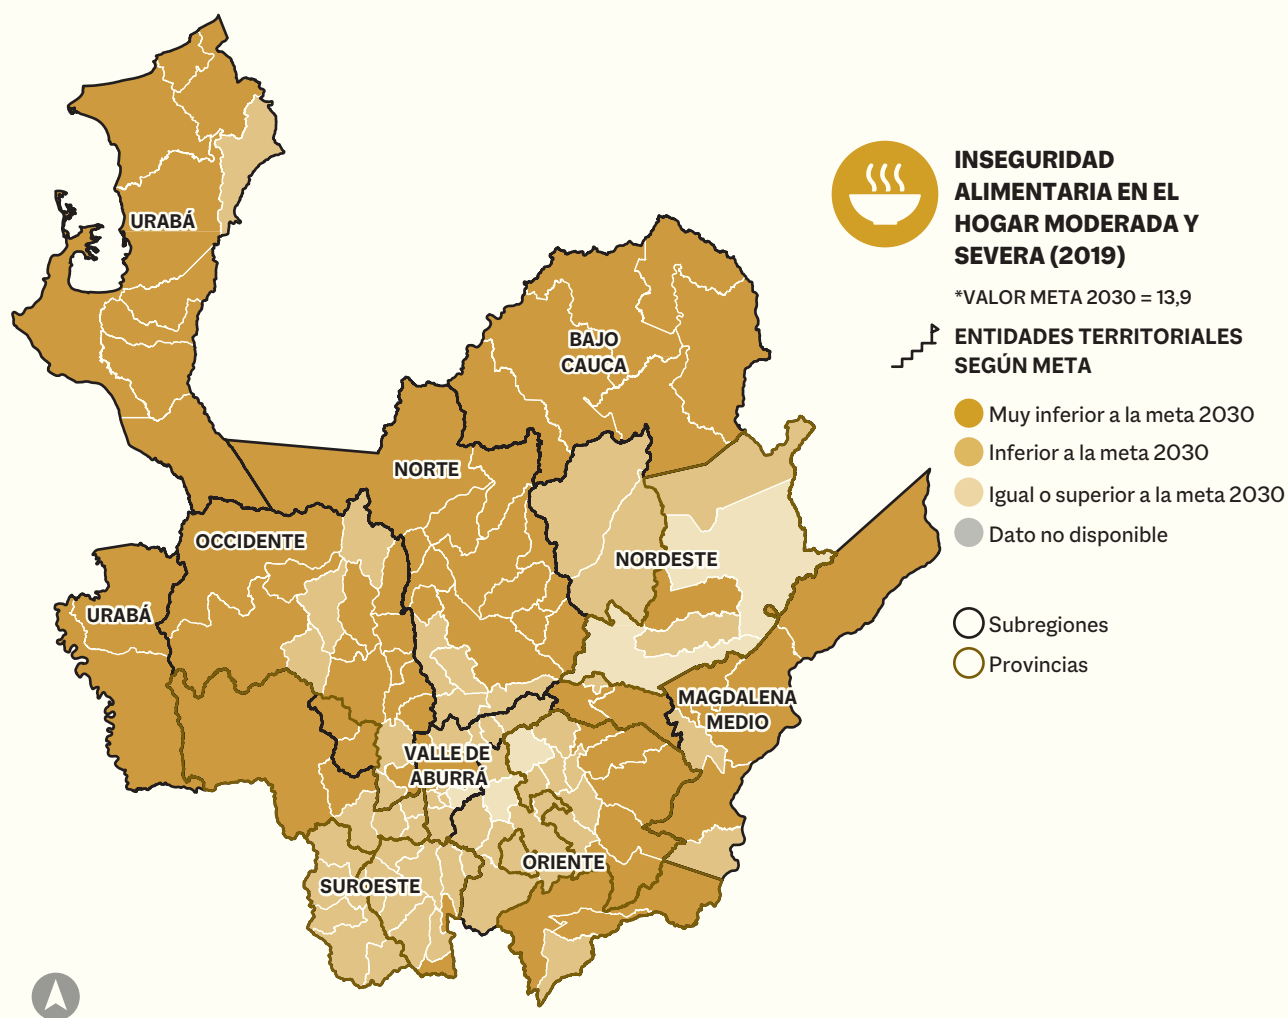 INSEGURIDAD
ALIMENTARIA EN EL
HOGAR MODERADA Y
SEVERA (2019)
*VALOR META 2030 = 13,9
ENTIDADES TERRITORIALES
SEGÚN META
Muy inferior a la meta 2030
Inferior a la meta 2030
Igual o superior a la meta 2030
Dato no disponible
Subregiones
Provincias
URABÁ
BAJO
CAUCA
NORTE
OCCIDENTE
NORDESTE
URABÁ
MAGDALENA
MEDIO
VALLE DE
ABURRÁ
ORIENTE
SUROESTE